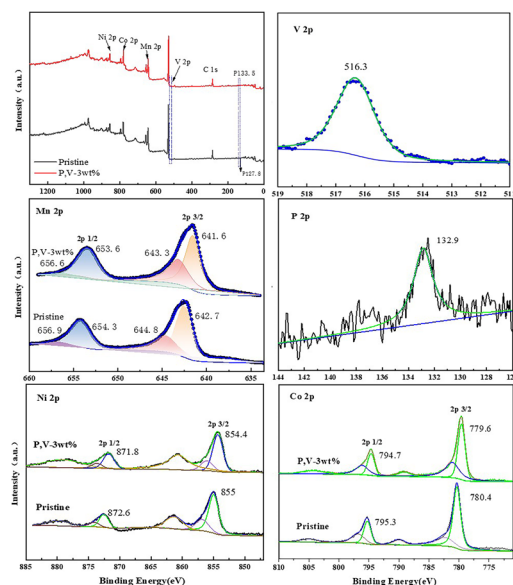 Ni 2p
Co 2p
Mn 2p
V 2p
C 1s
P133.5
P127.8
Pristine
P,V-3wt%
Intensity (a.u.)
1000 800 600 400 200 0
V 2p
516.3
519 518 517 516 515 514 513 512 51
Mn 2p
2p 3/2
641.6
2p 1/2
P,V-3wt%
653.6
643.3
656.6
642.7
Pristine
654.3
644.8
656.9
Intensity (a.u.)
660 655 650 645 640 635
P 2p
132.9
144 142 140 138 136 134 132 130 128 126
Ni 2p
2p 3/2
854.4
2p 1/2
P,V-3wt%
871.8
855
872.6
Pristine
Intensity (a.u.)
885 880 875 870 865 860 855 850
Binding Energy(eV)
Co 2p
2p 3/2
779.6
2p 1/2
P,V-3wt%
794.7
780.4
795.3
Pristine
810 805 800 795 790 785 780 775
Binding Energy(eV)